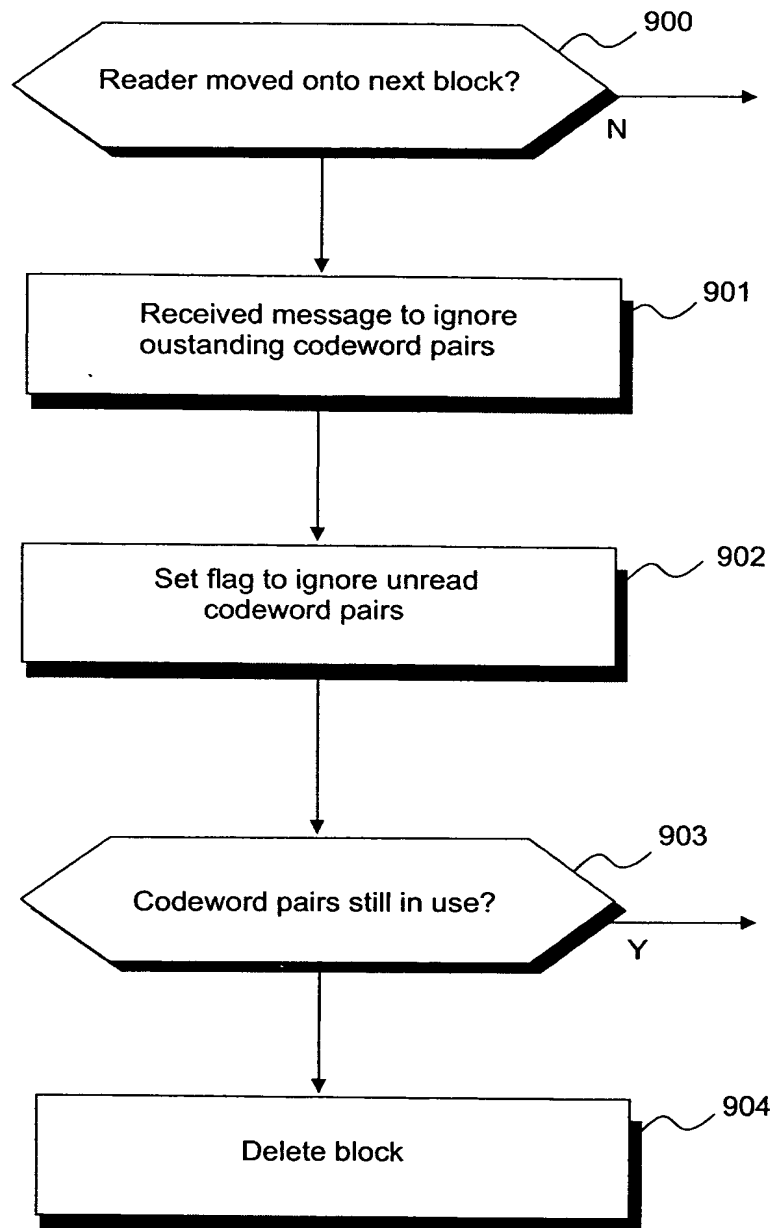 900
Reader moved onto next block?
N
901
Received message to ignore
oustanding codeword pairs
902
Set flag to ignore unread
codeword pairs
903
Codeword pairs still in use?
Y
904
Delete block